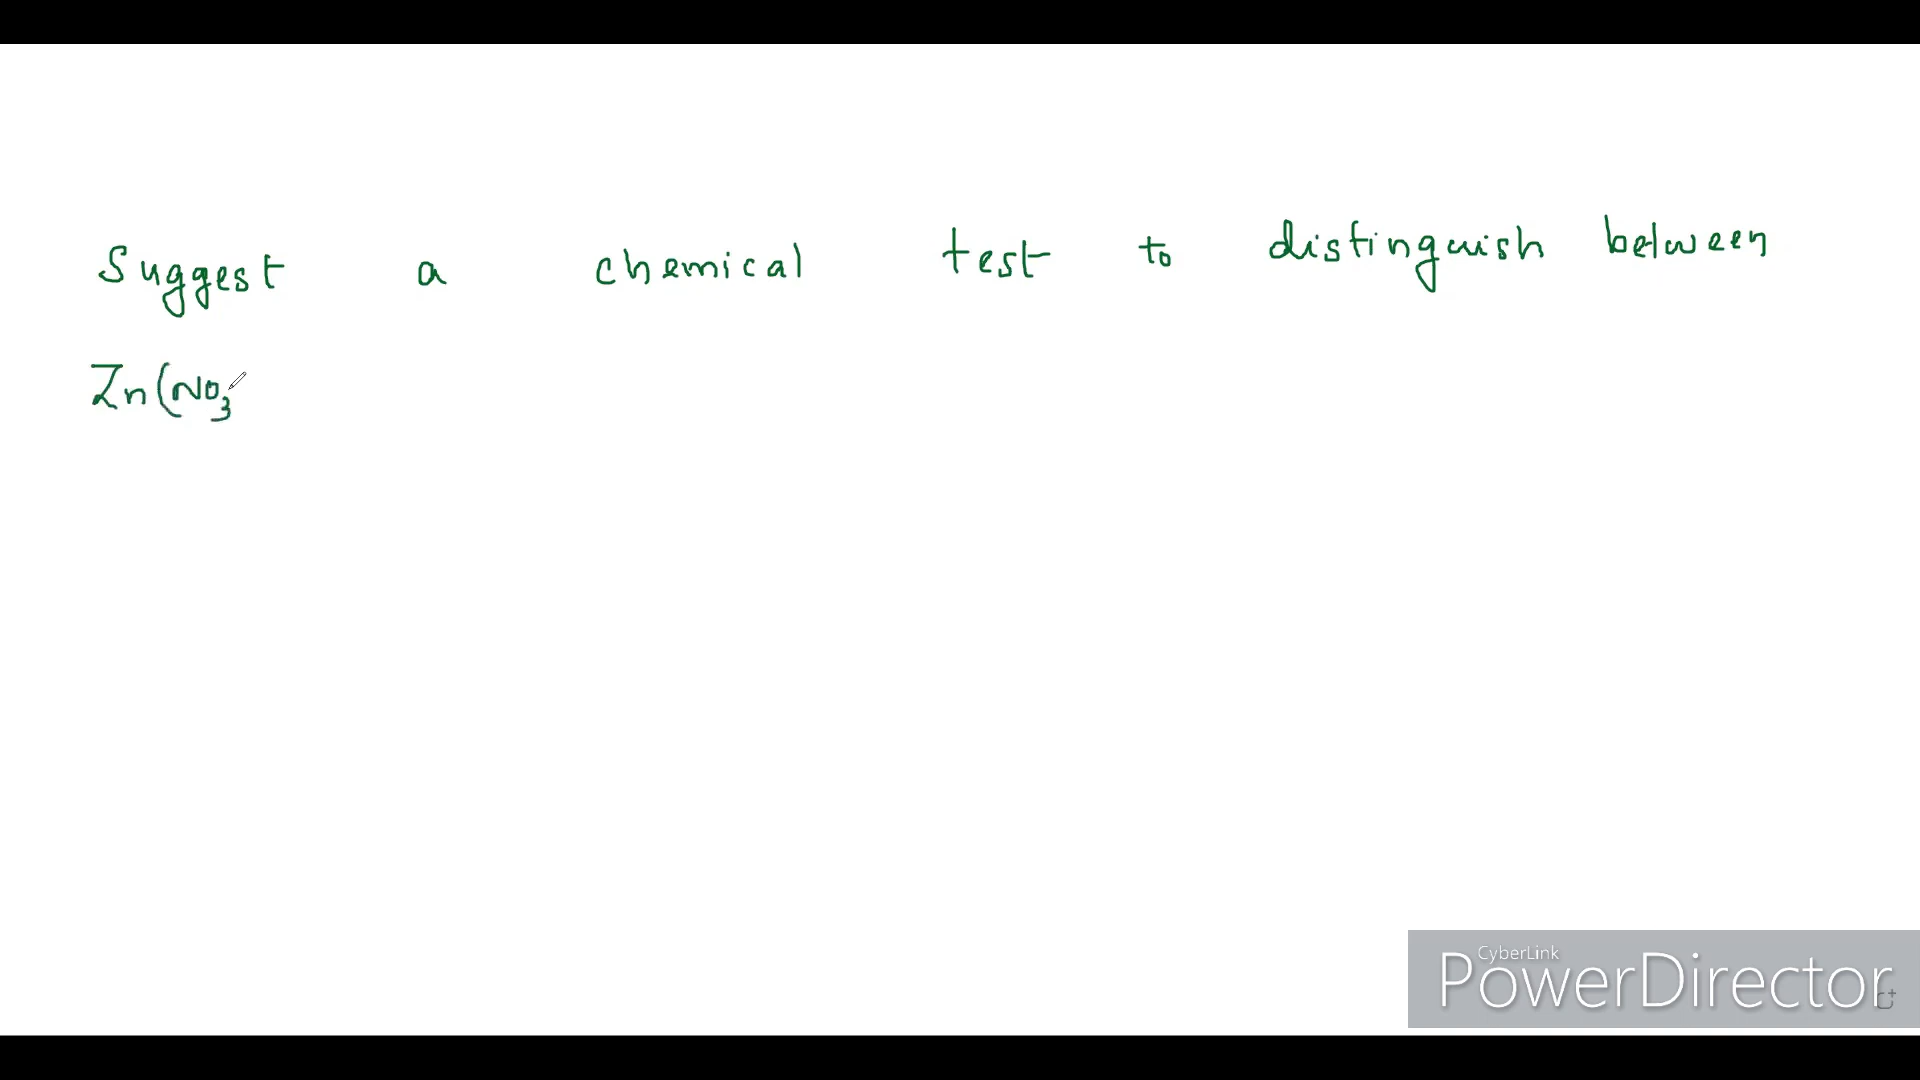 Suggest a chemical test to distinguish between
Zn(NO₃
CyberLink
PowerDirector